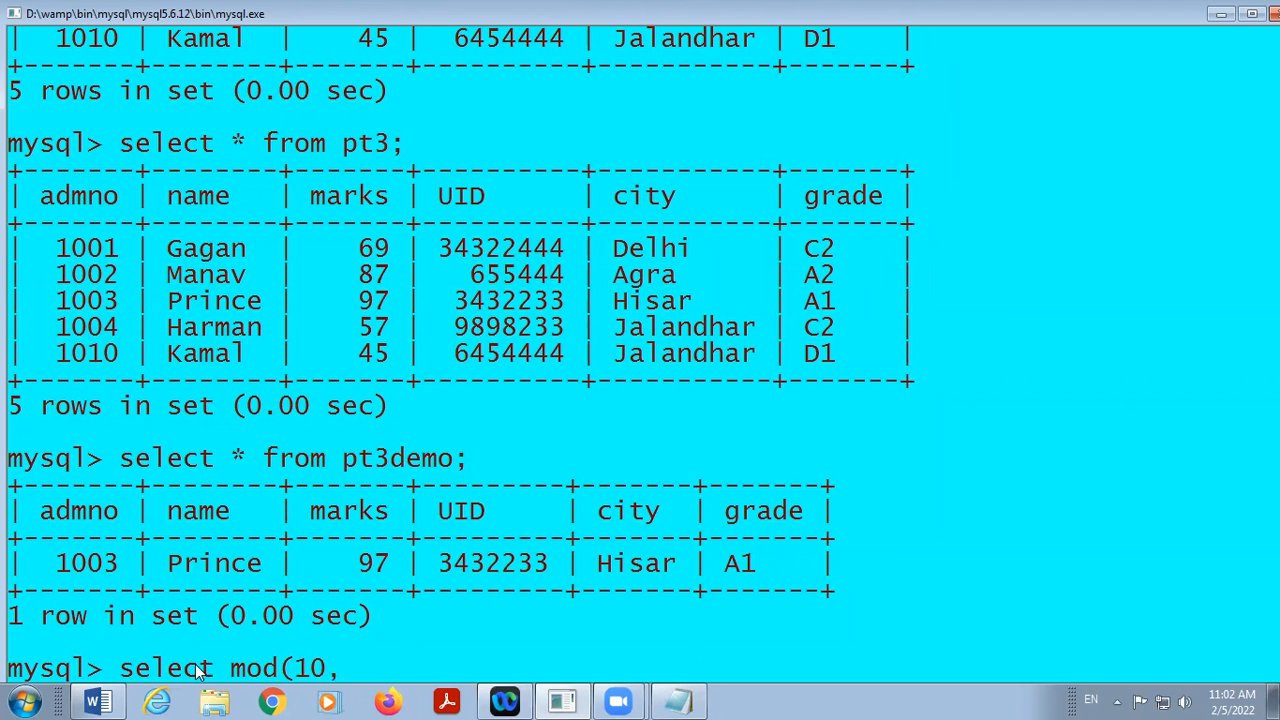 D:\wamp\bin\mysql\mysql5.6.12\bin\mysql.exe
|  1010 | Kamal  |    45 |  6454444 | Jalandhar | D1    |
+-------+--------+-------+----------+-----------+-------+
5 rows in set (0.00 sec)
mysql> select * from pt3;
+-------+---------+-------+----------+-----------+-------+
| admno | name    | marks | UID      | city      | grade |
+-------+---------+-------+----------+-----------+-------+
|  1001 | Gagan   |    69 | 34322444 | Delhi     | C2    |
|  1002 | Manav   |    87 |   655444 | Agra      | A2    |
|  1003 | Prince  |    97 |  3432233 | Hisar     | A1    |
|  1004 | Harman  |    57 |  9898233 | Jalandhar | C2    |
|  1010 | Kamal   |    45 |  6454444 | Jalandhar | D1    |
+-------+---------+-------+----------+-----------+-------+
5 rows in set (0.00 sec)
mysql> select * from pt3demo;
+-------+--------+-------+---------+-------+-------+
| admno | name   | marks | UID     | city  | grade |
+-------+--------+-------+---------+-------+-------+
|  1003 | Prince |    97 | 3432233 | Hisar | A1    |
+-------+--------+-------+---------+-------+-------+
1 row in set (0.00 sec)
mysql> select mod(10,
EN
11:02 AM
2/5/2022